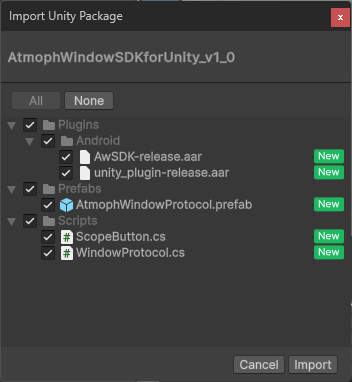 Import Unity Package
x
AtmophWindowSDKforUnity_v1_0
All None
Plugins
Android
AwSDK-release.aar New
unity_plugin-release.aar New
Prefabs
AtmophWindowProtocol.prefab New
Scripts
# ScopeButton.cs New
# WindowProtocol.cs New
Cancel Import